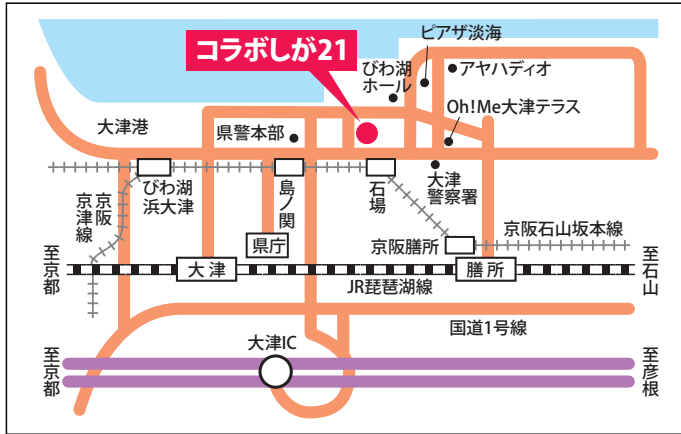 コラボしが21
ピアザ淡海
びわ湖
ホール
アヤハディオ
Oh!Me大津テラス
大津港
県警本部
びわ湖
浜大津
島ノ関
石場
大津
警察署
京阪
京津線
県庁
京阪膳所
京阪石山坂本線
至京都
大津
膳所
至石山
JR琵琶湖線
国道1号線
大津IC
至京都
至彦根